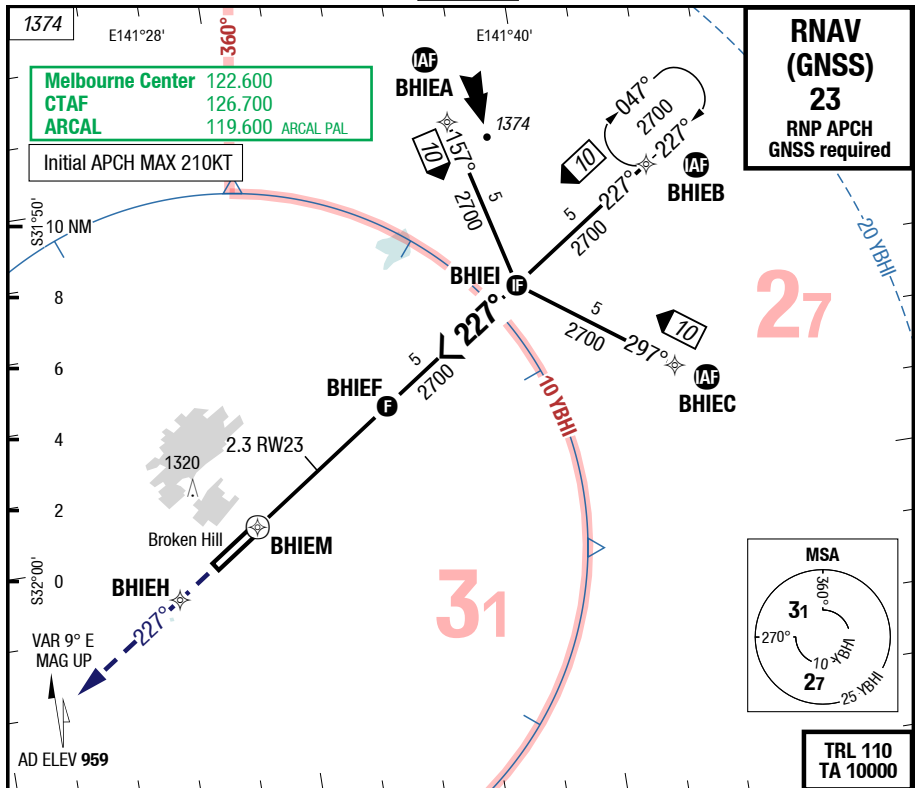 1374
E141°28'
360°
E141°40'
RNAV
(GNSS)
23
RNP APCH
GNSS required
Melbourne Center 122.600
CTAF 126.700
ARCAL 119.600 ARCAL PAL
Initial APCH MAX 210KT
IAF
BHIEA
1374
10
157°
5
2700
047°
2700
227°
10
227°
IAF
BHIEB
5
2700
S31°50'
10 NM
20 YBHI
BHIEI
IF
27
8
227°
5
2700
10
297°
IAF
BHIEC
6
5
2700
BHIEF
F
10 YBHI
4
2.3 RW23
1320
2
Broken Hill
BHIEM
S32°00'
0
BHIEH
31
227°
VAR 9° E
MAG UP
AD ELEV 959
MSA
360°
31
270°
10 YBHI
27
25 YBHI
TRL 110
TA 10000